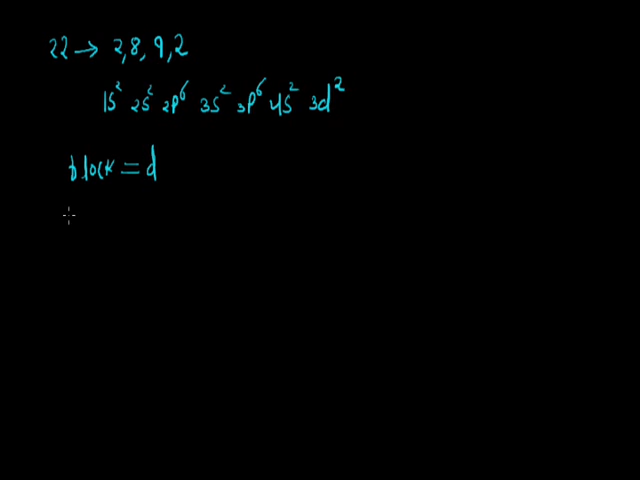 22 → 2,8,9,2
1s² 2s² 2p⁶ 3s² 3p⁶ 4s² 3d²
block = d